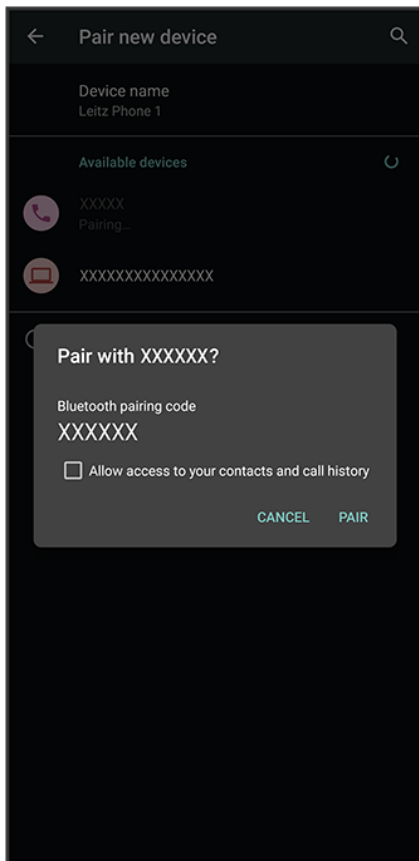 Pair new device
Device name
Leitz Phone 1
Available devices
XXXXX
Pairing...
XXXXXXXXXXXXXXX
Pair with XXXXXX?
Bluetooth pairing code
XXXXXX
Allow access to your contacts and call history
CANCEL PAIR